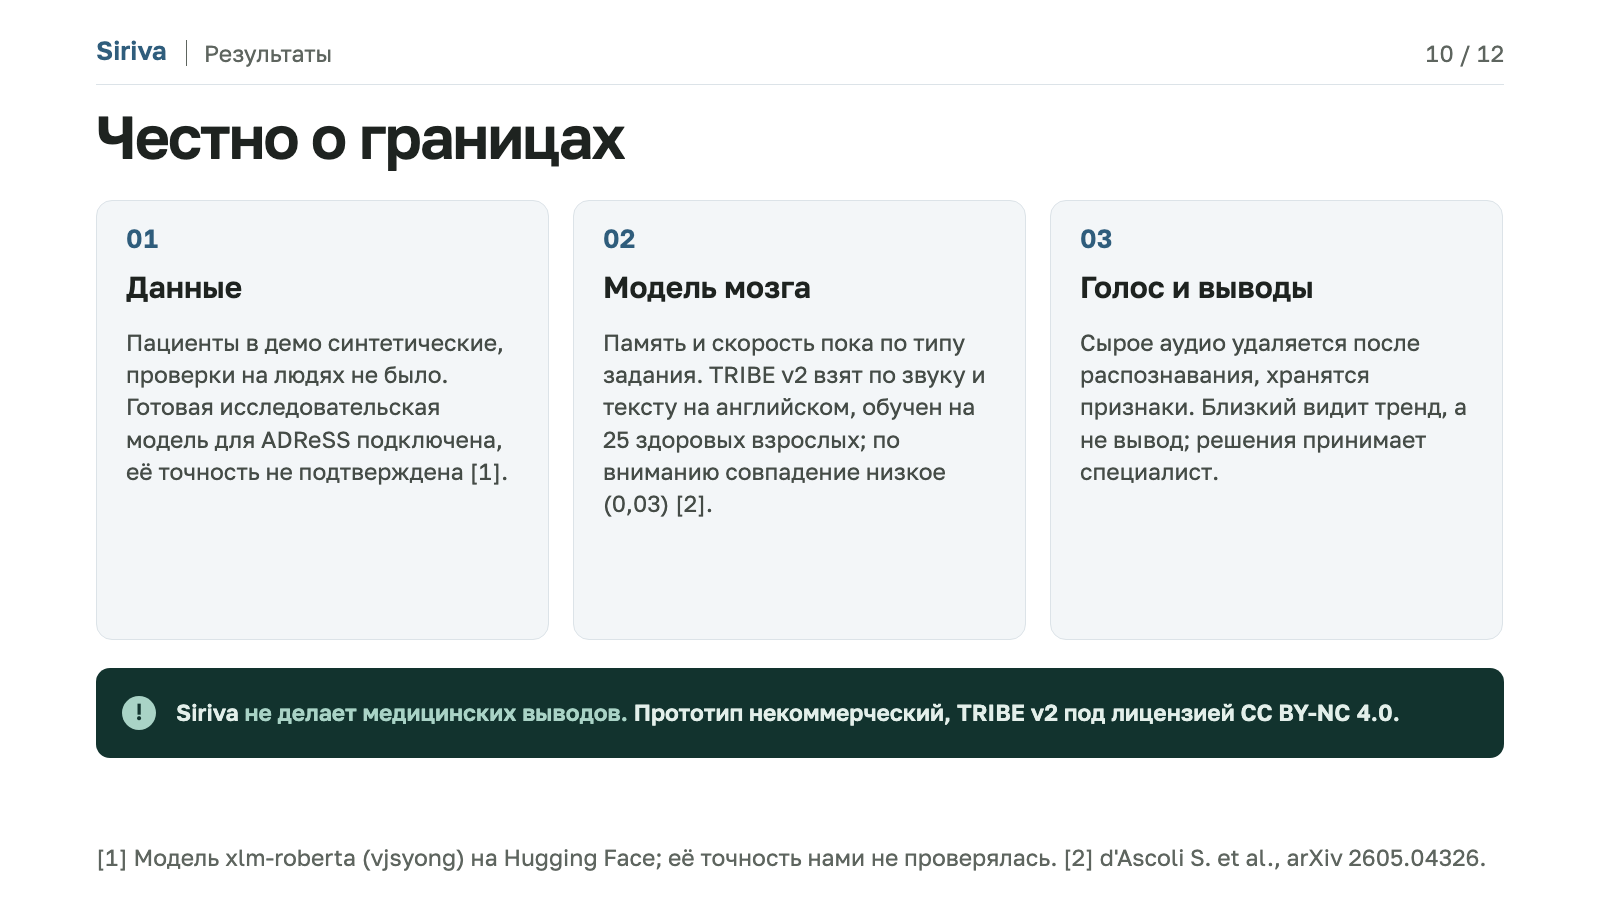 Siriva | Результаты
10 / 12
Честно о границах
01
Данные
Пациенты в демо синтетические,
проверки на людях не было.
Готовая исследовательская
модель для ADReSS подключена,
её точность не подтверждена [1].
02
Модель мозга
Память и скорость пока по типу
задания. TRIBE v2 взят по звуку и
тексту на английском, обучен на
25 здоровых взрослых; по
вниманию совпадение низкое
(0,03) [2].
03
Голос и выводы
Сырое аудио удаляется после
распознавания, хранятся
признаки. Близкий видит тренд, а
не вывод; решения принимает
специалист.
! Siriva не делает медицинских выводов. Прототип некоммерческий, TRIBE v2 под лицензией CC BY-NC 4.0.
[1] Модель xlm-roberta (vjsyong) на Hugging Face; её точность нами не проверялась. [2] d'Ascoli S. et al., arXiv 2605.04326.